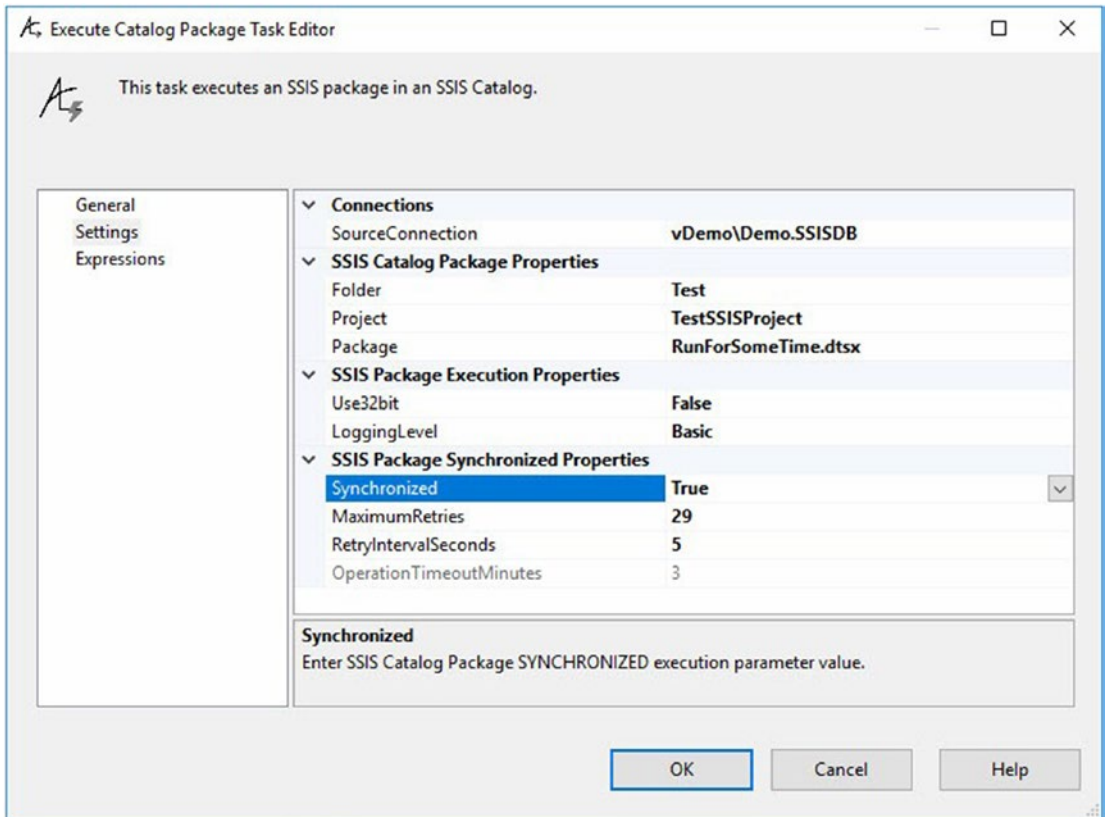 Execute Catalog Package Task Editor
This task executes an SSIS package in an SSIS Catalog.
General
Settings
Expressions
Connections
SourceConnection vDemo\Demo.SSISDB
SSIS Catalog Package Properties
Folder Test
Project TestSSISProject
Package RunForSomeTime.dtsx
SSIS Package Execution Properties
Use32bit False
LoggingLevel Basic
SSIS Package Synchronized Properties
Synchronized True
MaximumRetries 29
RetryIntervalSeconds 5
OperationTimeoutMinutes 3
Synchronized
Enter SSIS Catalog Package SYNCHRONIZED execution parameter value.
OK Cancel Help